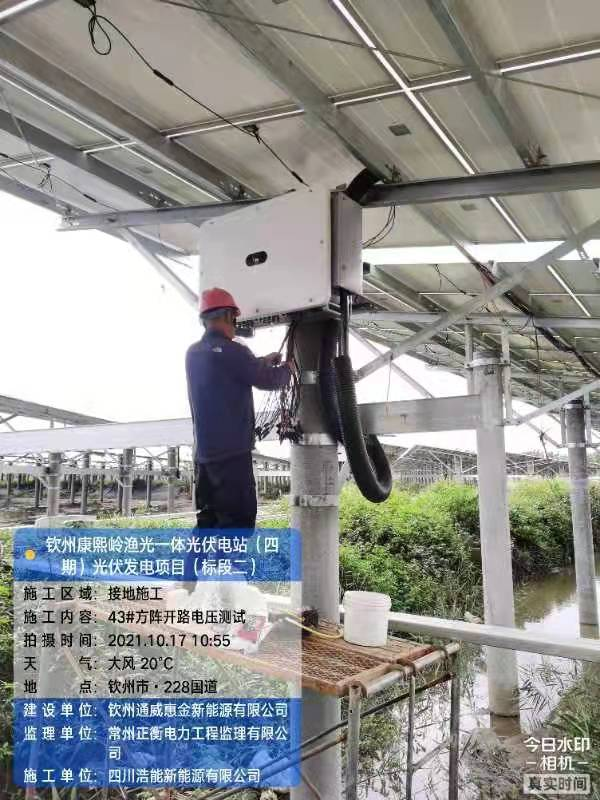 钦州康熙岭渔光一体光伏电站（四
期）光伏发电项目（标段二）
施工区域：接地施工
施工内容：43#方阵开路电压测试
拍摄时间：2021.10.17 10:55
天　　气：大风 20℃
地　　点：钦州市·228国道
建设单位：钦州通威惠金新能源有限公司
监理单位：常州正衡电力工程监理有限公
司
施工单位：四川浩能新能源有限公司
今日水印
-相机-
真实时间